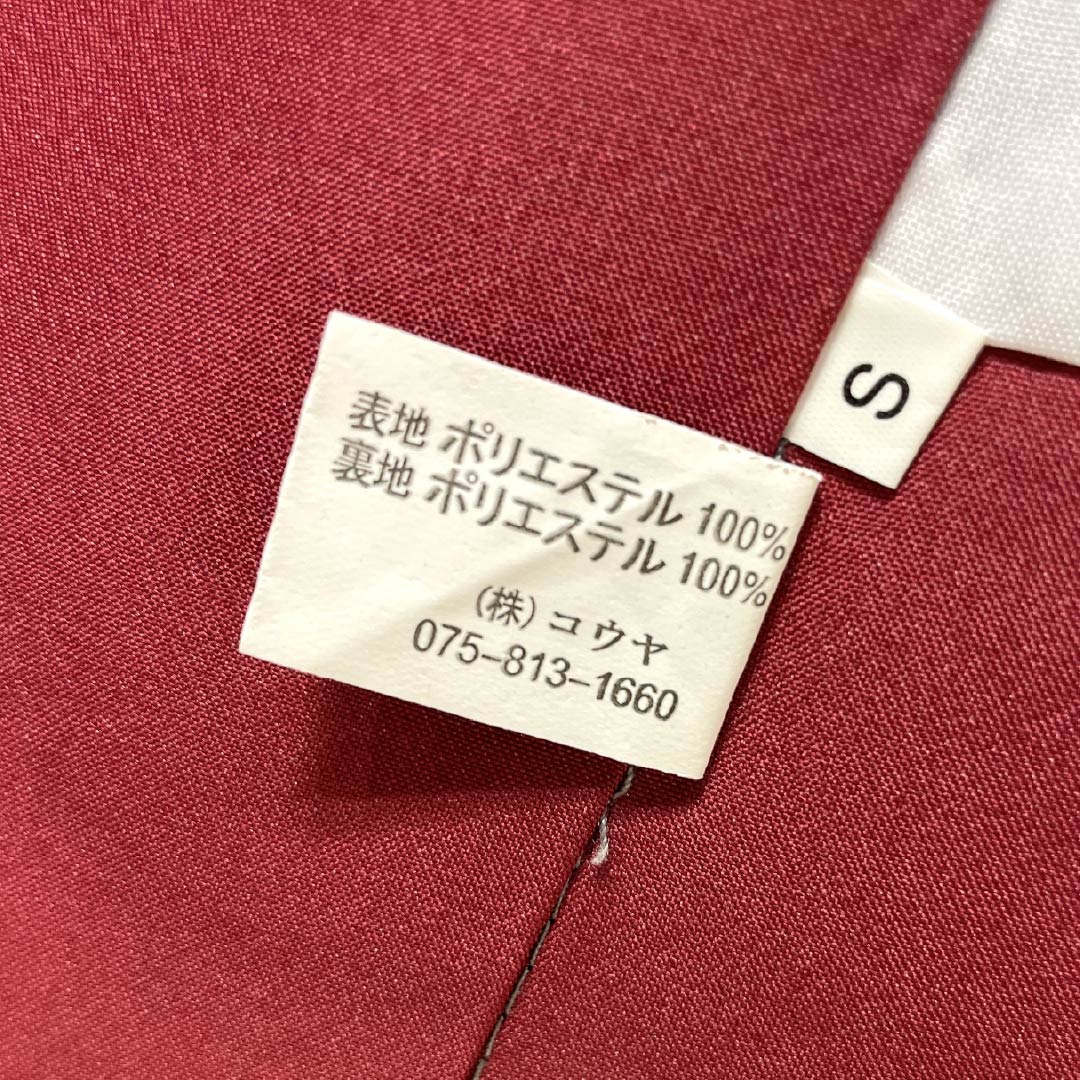 表地 ポリエステル 100%
裏地 ポリエステル 100%
(株) コウヤ
075-813-1660
S